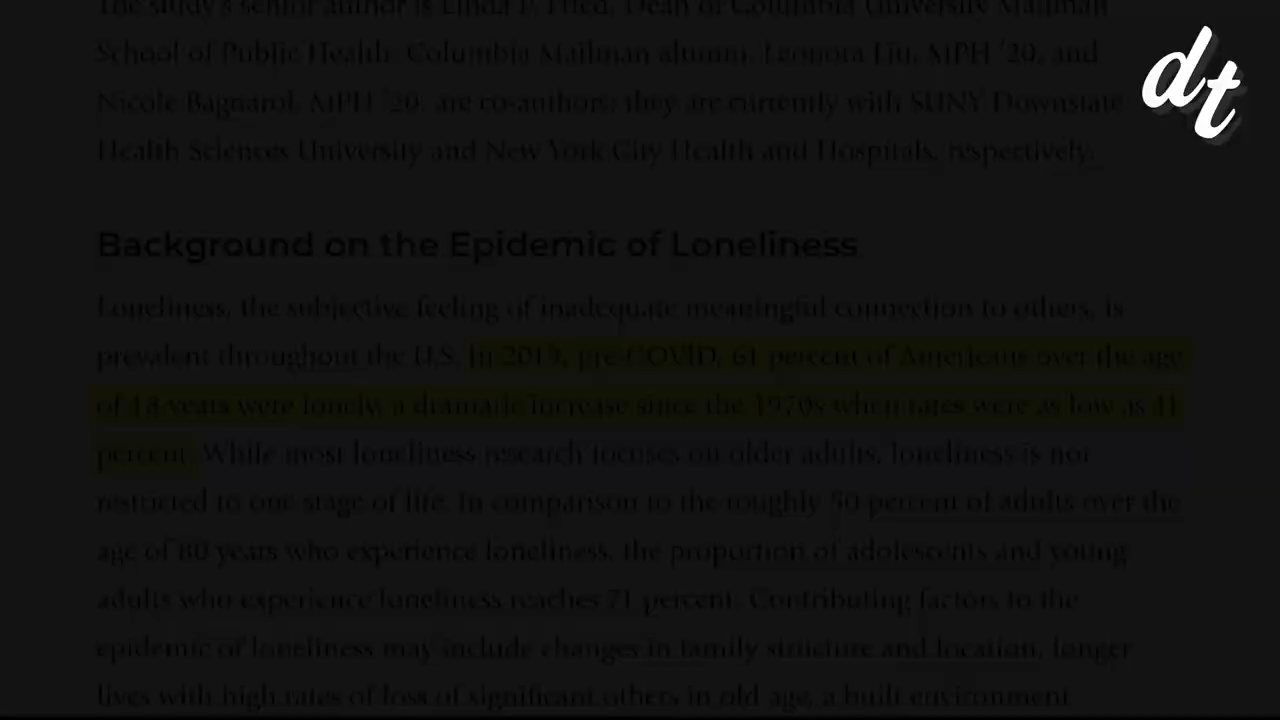 The study's senior author is Linda P. Fried, Dean of Columbia University Mailman
School of Public Health. Columbia Mailman alumni, Leonora Liu, MPH '20, and
Nicole Bagnarol, MPH '20, are co-authors; they are currently with SUNY Downstate
Health Sciences University and New York City Health and Hospitals, respectively.
dt
Background on the Epidemic of Loneliness
Loneliness, the subjective feeling of inadequate meaningful connection to others, is
prevalent throughout the U.S. In 2019, pre-COVID, 61 percent of Americans over the age
of 18 years were lonely, a dramatic increase since the 1970s when rates were as low as 11
percent. While most loneliness research focuses on older adults, loneliness is not
restricted to one stage of life. In comparison to the roughly 50 percent of adults over the
age of 80 years who experience loneliness, the proportion of adolescents and young
adults who experience loneliness reaches 71 percent. Contributing factors to the
epidemic of loneliness may include changes in family structure and location, longer
lives with high rates of loss of significant others in old age, a built environment